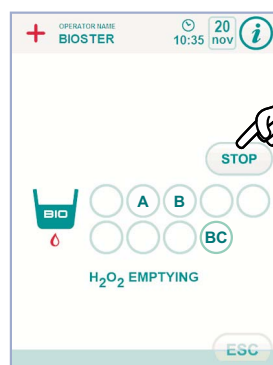 OPERATOR NAME
BIOSTER
10:35
20
nov
i
STOP
A B
BIO
BC
H₂O₂ EMPTYING
ESC